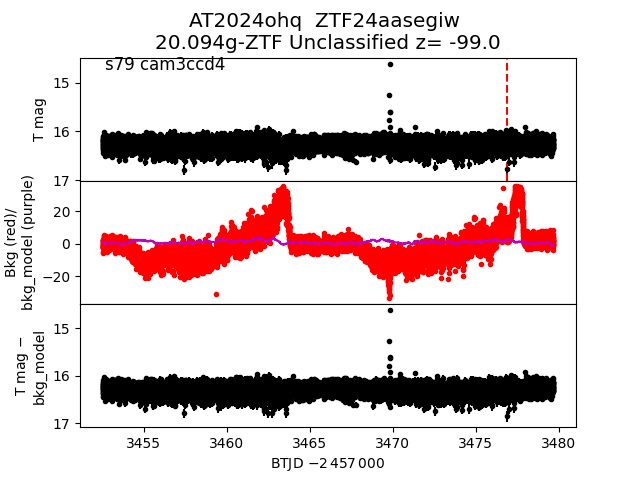 AT2024ohq  ZTF24aasegiw
20.094g-ZTF Unclassified z= -99.0
s79 cam3ccd4
T mag
15
16
17
Bkg (red)/
bkg_model (purple)
20
0
−20
T mag −
bkg_model
15
16
17
3455
3460
3465
3470
3475
3480
BTJD −2 457 000